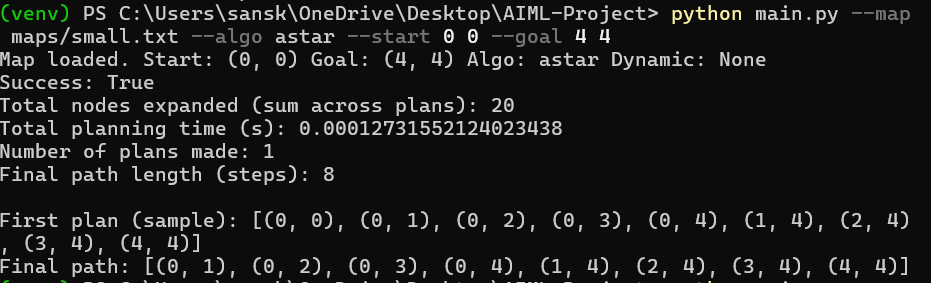 (venv) PS C:\Users\sansk\OneDrive\Desktop\AIML-Project> python main.py --map
 maps/small.txt --algo astar --start 0 0 --goal 4 4
Map loaded. Start: (0, 0) Goal: (4, 4) Algo: astar Dynamic: None
Success: True
Total nodes expanded (sum across plans): 20
Total planning time (s): 0.00012731552124023438
Number of plans made: 1
Final path length (steps): 8

First plan (sample): [(0, 0), (0, 1), (0, 2), (0, 3), (0, 4), (1, 4), (2, 4)
, (3, 4), (4, 4)]
Final path: [(0, 1), (0, 2), (0, 3), (0, 4), (1, 4), (2, 4), (3, 4), (4, 4)]